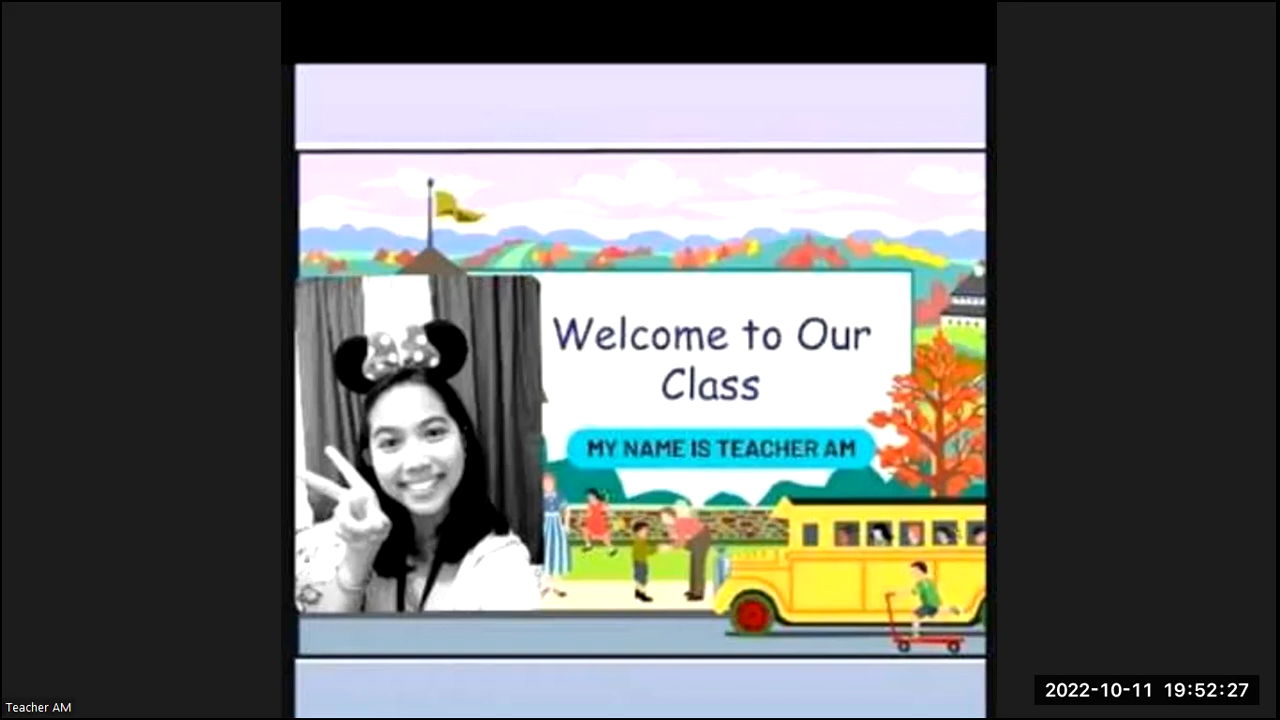 Welcome to Our
Class
MY NAME IS TEACHER AM
Teacher AM
2022-10-11 19:52:27